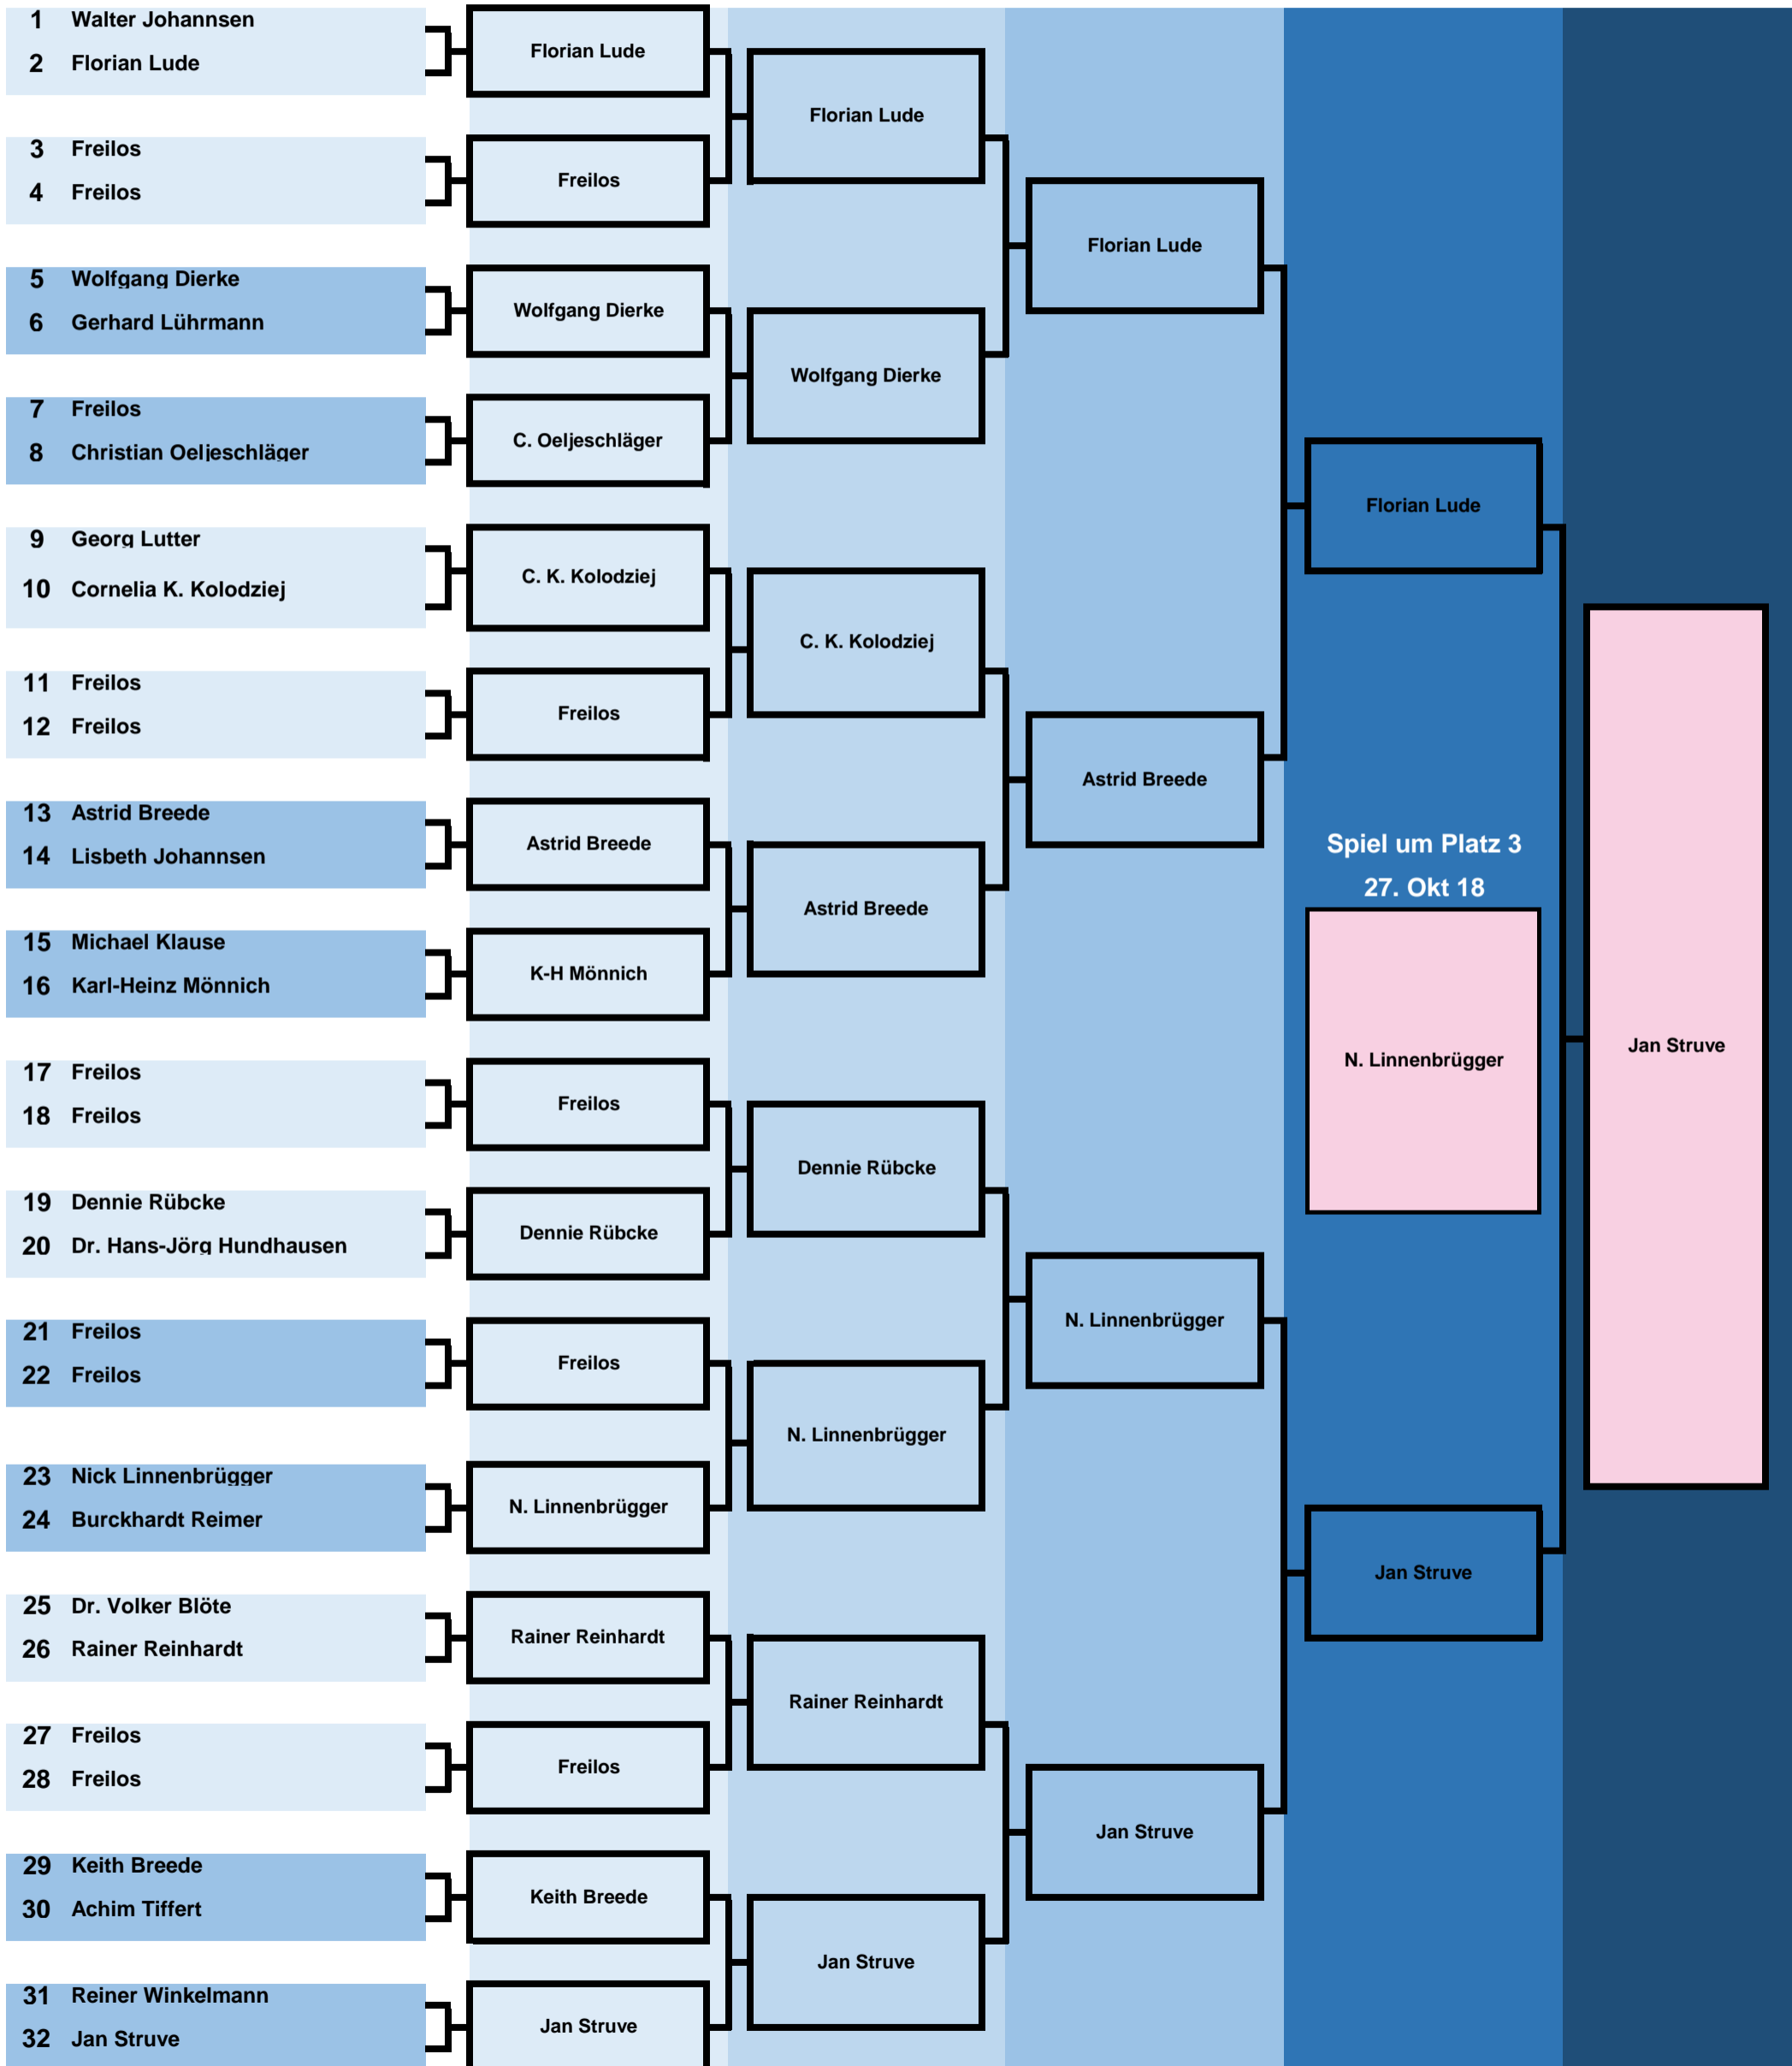 1 Walter Johannsen
2 Florian Lude
3 Freilos
4 Freilos
5 Wolfgang Dierke
6 Gerhard Lührmann
7 Freilos
8 Christian Oeljeschläger
9 Georg Lutter
10 Cornelia K. Kolodziej
11 Freilos
12 Freilos
13 Astrid Breede
14 Lisbeth Johannsen
15 Michael Klause
16 Karl-Heinz Mönnich
17 Freilos
18 Freilos
19 Dennie Rübcke
20 Dr. Hans-Jörg Hundhausen
21 Freilos
22 Freilos
23 Nick Linnenbrügger
24 Burckhardt Reimer
25 Dr. Volker Blöte
26 Rainer Reinhardt
27 Freilos
28 Freilos
29 Keith Breede
30 Achim Tiffert
31 Reiner Winkelmann
32 Jan Struve
Florian Lude
Freilos
Wolfgang Dierke
C. Oeljeschläger
C. K. Kolodziej
Freilos
Astrid Breede
K-H Mönnich
Freilos
Dennie Rübcke
Freilos
N. Linnenbrügger
Rainer Reinhardt
Freilos
Keith Breede
Jan Struve
Florian Lude
Wolfgang Dierke
C. K. Kolodziej
Astrid Breede
Dennie Rübcke
N. Linnenbrügger
Rainer Reinhardt
Jan Struve
Florian Lude
Astrid Breede
N. Linnenbrügger
Jan Struve
Florian Lude
Spiel um Platz 3
27. Okt 18
N. Linnenbrügger
Jan Struve
Jan Struve